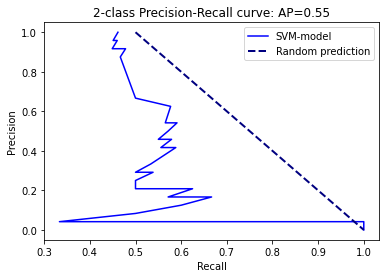 2-class Precision-Recall curve: AP=0.55
SVM-model
Random prediction
Precision
1.0
0.8
0.6
0.4
0.2
0.0
0.3
0.4
0.5
0.6
0.7
0.8
0.9
1.0
Recall